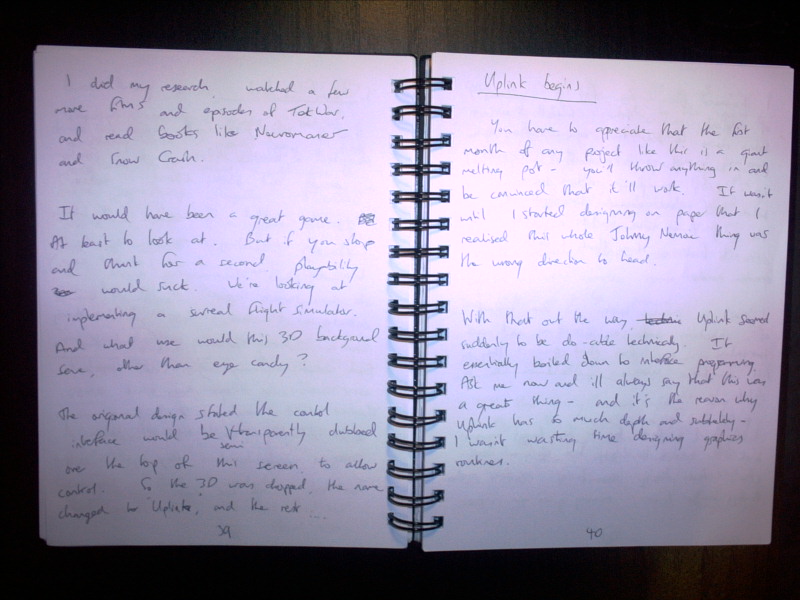 I did my research, watched a few
more films and episodes of TekWar,
and read books like Neuromancer
and Snow Crash.
It would have been a great game.
At least to look at. But if you stop
and think for a second, playability
would suck. We're looking at
implementing a surreal flight simulator.
And what use would this 3D background
serve, other than eye candy?
The original design stated the control
interface would be semi transparently dubbed
over the top of this screen, to allow
control. So the 3D was dropped, the name
changed to 'Uplink', and the rest ...
39
Uplink begins
You have to appreciate that the first
month of any project like this is a giant
melting pot - you'll throw anything in and
be convinced that it'll work. It wasn't
until I started designing on paper that I
realised this whole Johnny Nemonic thing was
the wrong direction to head.
With that out the way, Uplink seemed
suddenly to be do-able technically. It
essentially boiled down to interface programming.
Ask me now and ill always say that this was
a great thing - and it's the reason why
Uplink has so much depth and subtlety -
I wasn't wasting time designing graphics
routines.
40